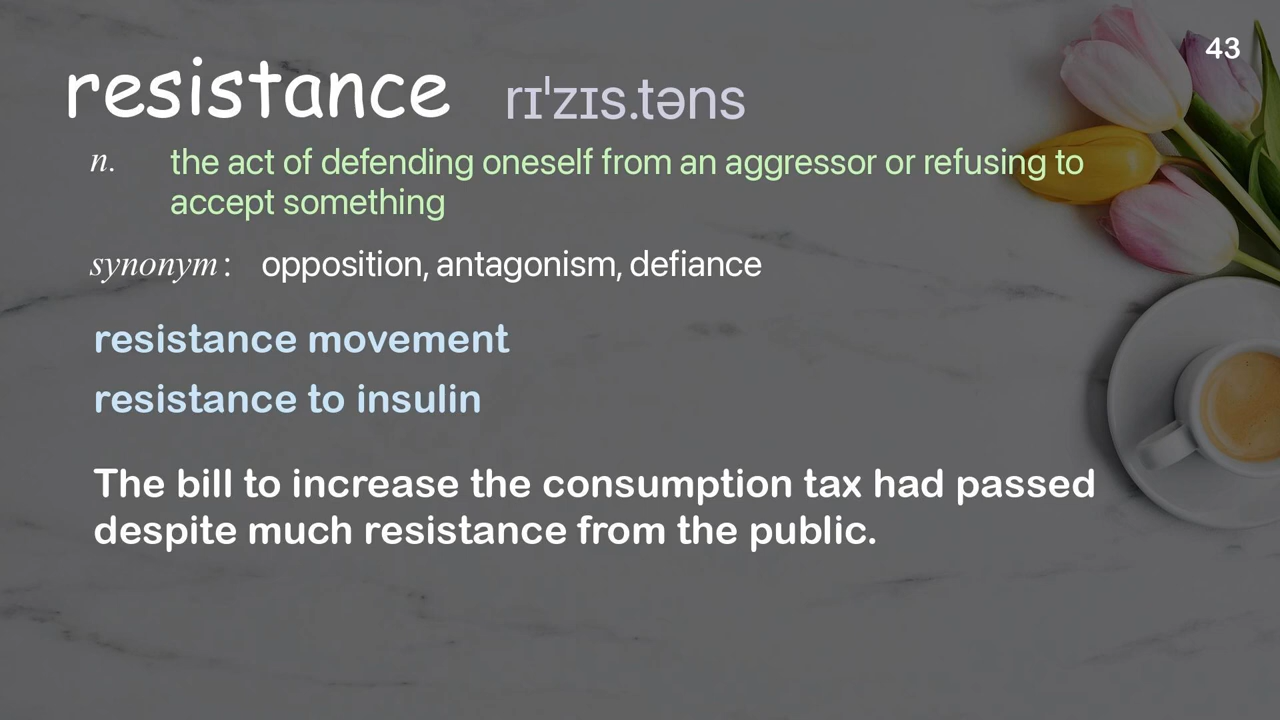 43
resistance rɪˈzɪs.təns
n. the act of defending oneself from an aggressor or refusing to
accept something
synonym: opposition, antagonism, defiance
resistance movement
resistance to insulin
The bill to increase the consumption tax had passed
despite much resistance from the public.